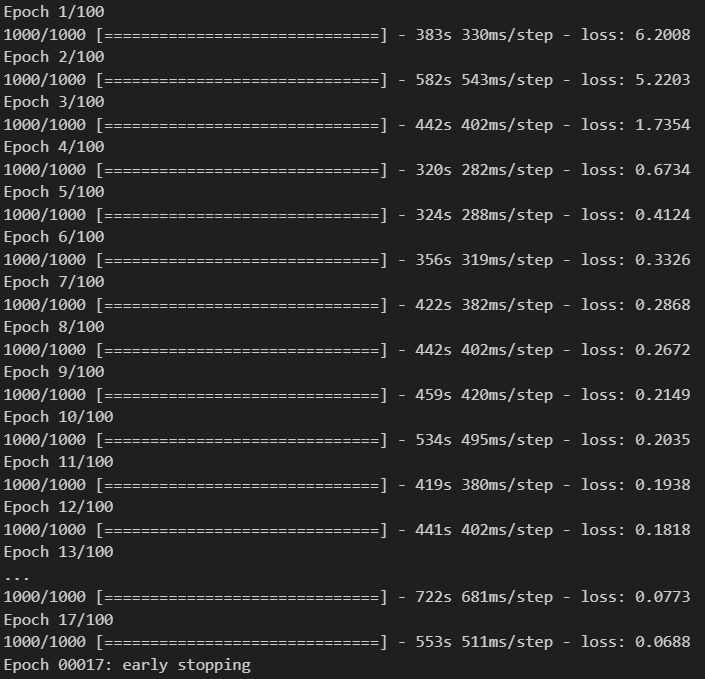 Epoch 1/100
1000/1000 [==============================] - 383s 330ms/step - loss: 6.2008
Epoch 2/100
1000/1000 [==============================] - 582s 543ms/step - loss: 5.2203
Epoch 3/100
1000/1000 [==============================] - 442s 402ms/step - loss: 1.7354
Epoch 4/100
1000/1000 [==============================] - 320s 282ms/step - loss: 0.6734
Epoch 5/100
1000/1000 [==============================] - 324s 288ms/step - loss: 0.4124
Epoch 6/100
1000/1000 [==============================] - 356s 319ms/step - loss: 0.3326
Epoch 7/100
1000/1000 [==============================] - 422s 382ms/step - loss: 0.2868
Epoch 8/100
1000/1000 [==============================] - 442s 402ms/step - loss: 0.2672
Epoch 9/100
1000/1000 [==============================] - 459s 420ms/step - loss: 0.2149
Epoch 10/100
1000/1000 [==============================] - 534s 495ms/step - loss: 0.2035
Epoch 11/100
1000/1000 [==============================] - 419s 380ms/step - loss: 0.1938
Epoch 12/100
1000/1000 [==============================] - 441s 402ms/step - loss: 0.1818
Epoch 13/100
...
1000/1000 [==============================] - 722s 681ms/step - loss: 0.0773
Epoch 17/100
1000/1000 [==============================] - 553s 511ms/step - loss: 0.0688
Epoch 00017: early stopping